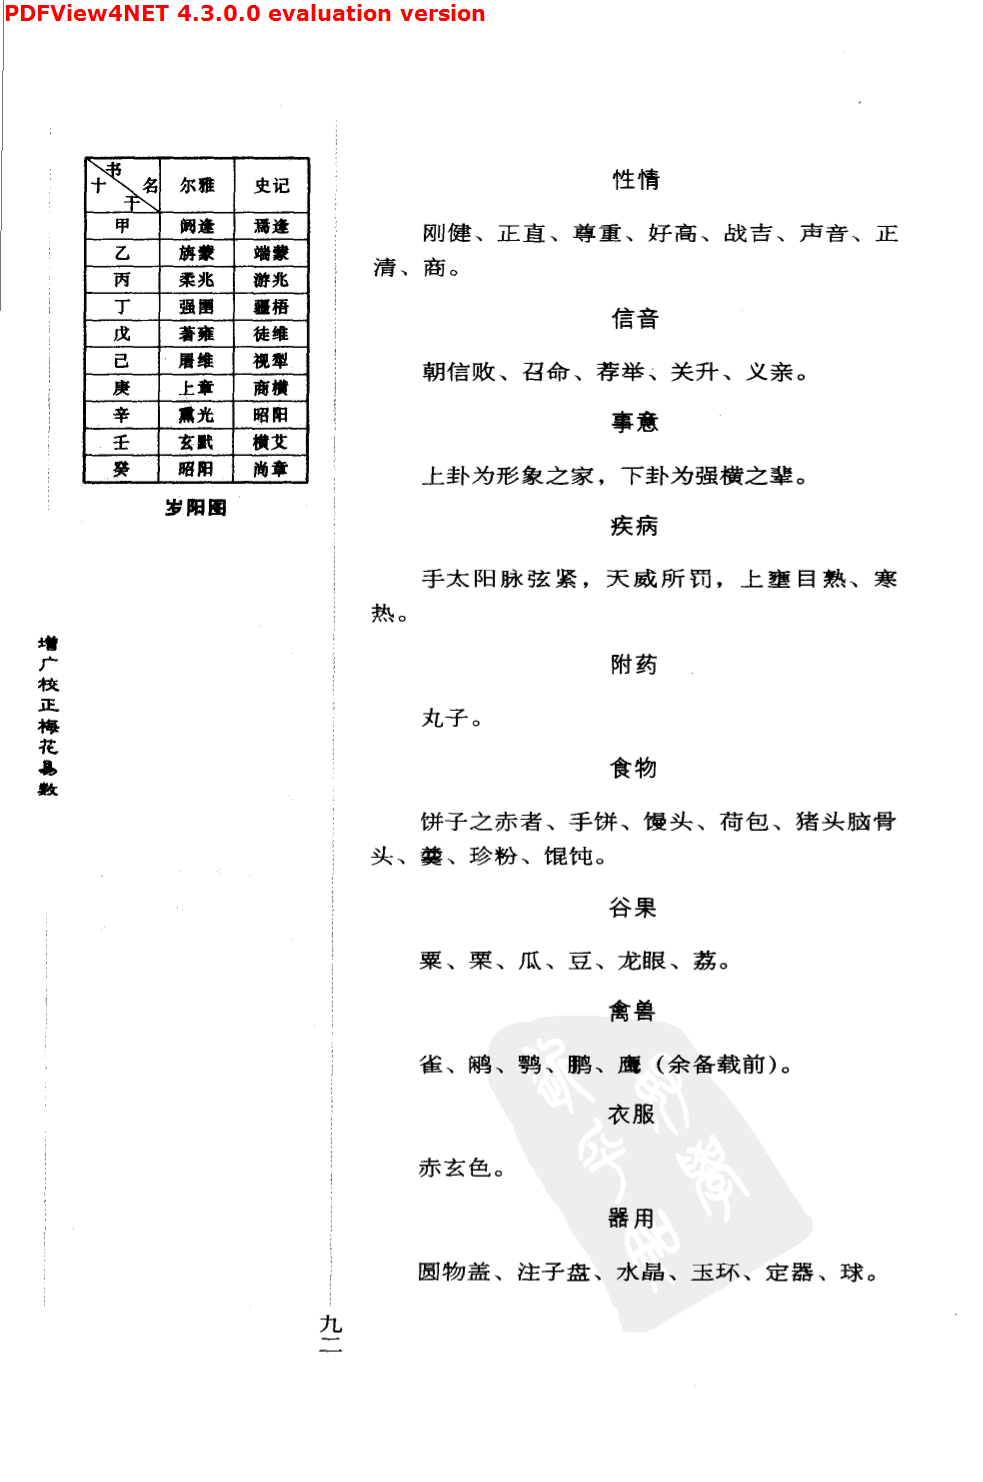 PDFView4NET 4.3.0.0 evaluation version
书 名 十干 尔雅 史记
甲 阏逢 焉逢
乙 旃蒙 端蒙
丙 柔兆 游兆
丁 强圉 疆梧
戊 著雍 徒维
己 屠维 视犁
庚 上章 商横
辛 熏光 昭阳
壬 玄黓 横艾
癸 昭阳 尚章
岁阳图
增广校正梅花易数
性情
刚健、正直、尊重、好高、战吉、声音、正
清、商。
信音
朝信败、召命、荐举、关升、义亲。
事意
上卦为形象之家，下卦为强横之辈。
疾病
手太阳脉弦紧，天威所罚，上壅目熟、寒
热。
附药
丸子。
食物
饼子之赤者、手饼、馒头、荷包、猪头脑骨
头、羹、珍粉、馄饨。
谷果
粟、栗、瓜、豆、龙眼、荔。
禽兽
雀、鹇、鹗、鹏、鹰（余备载前）。
衣服
赤玄色。
器用
圆物盖、注子盘、水晶、玉环、定器、球。
九二